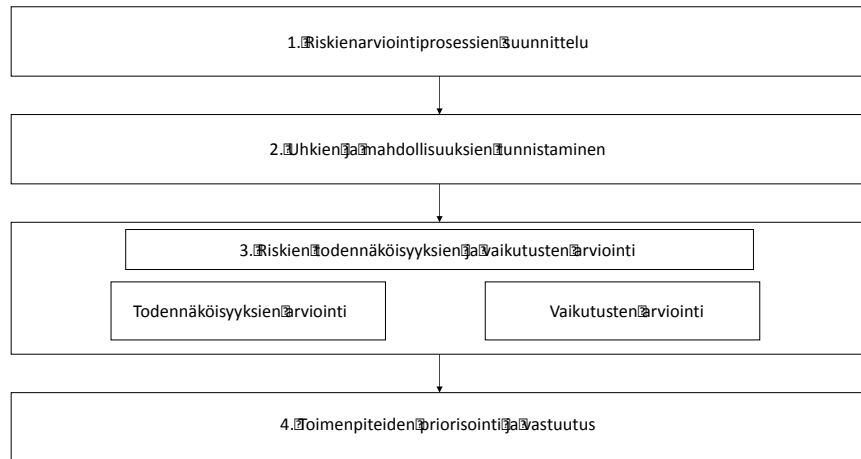 1. Riskienarviointiprosessien suunnittelu
2. Uhkien ja mahdollisuuksien tunnistaminen
3. Riskien todennäköisyyksien ja vaikutusten arviointi
Todennäköisyyksien arviointi
Vaikutusten arviointi
4. Toimenpiteiden priorisointi ja vastuutus